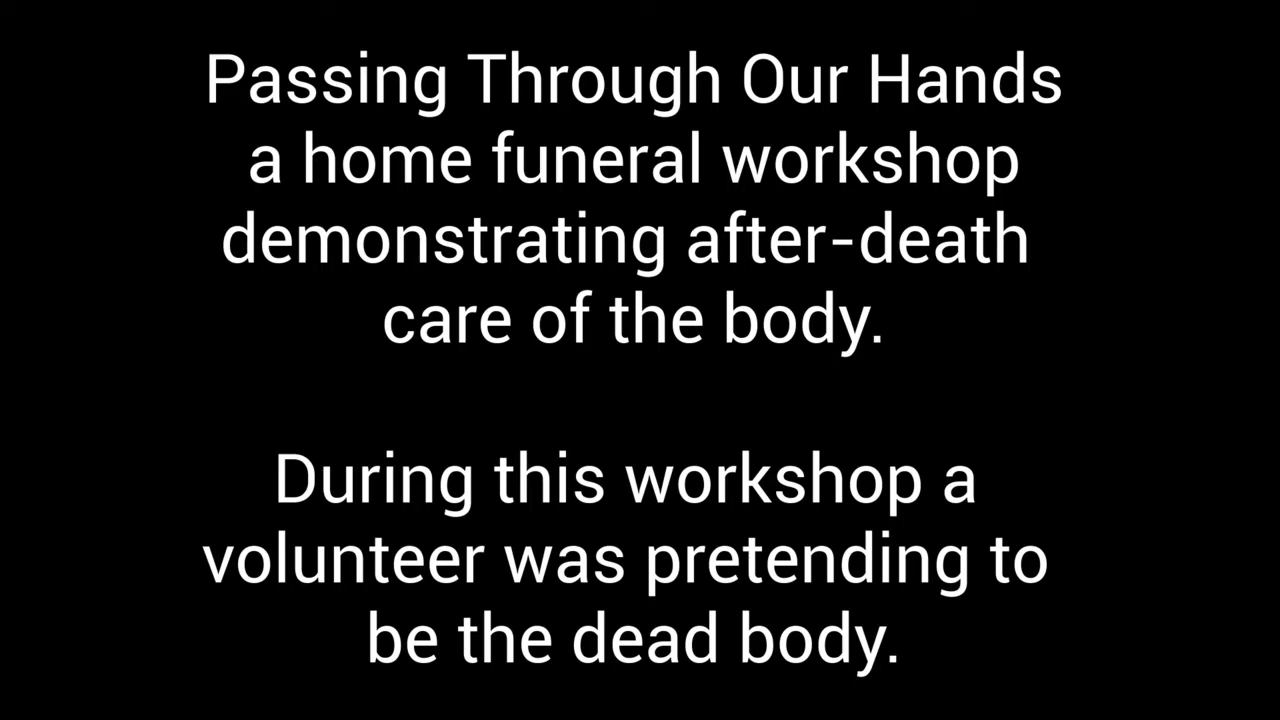 Passing Through Our Hands
a home funeral workshop
demonstrating after-death
care of the body.
During this workshop a
volunteer was pretending to
be the dead body.